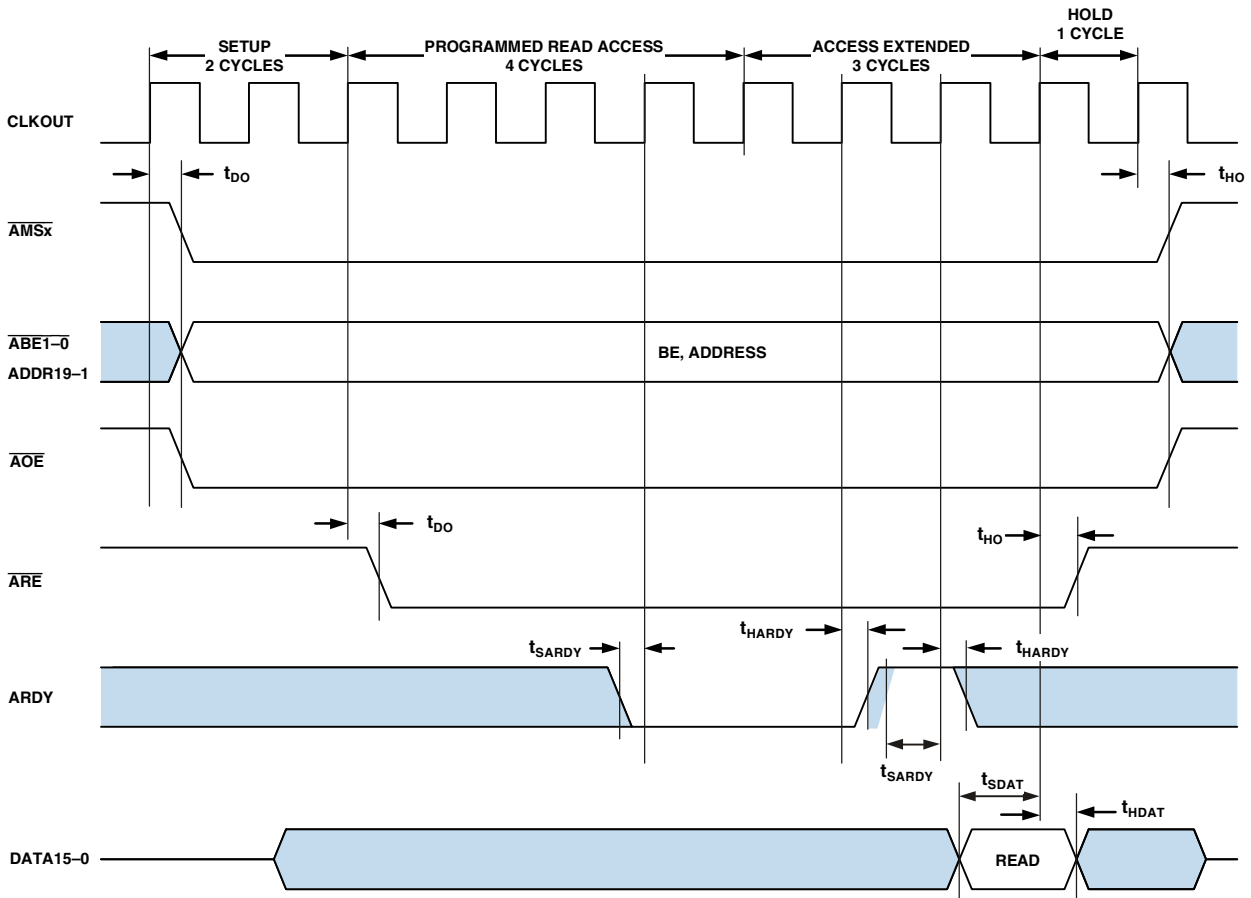 SETUP
2 CYCLES
PROGRAMMED READ ACCESS
4 CYCLES
ACCESS EXTENDED
3 CYCLES
HOLD
1 CYCLE
CLKOUT
tDO
tHO
AMSx
ABE1–0
ADDR19–1
BE, ADDRESS
AOE
tDO
tHO
ARE
tSARDY
tHARDY
tHARDY
ARDY
tSARDY
tSDAT
tHDAT
DATA15–0
READ